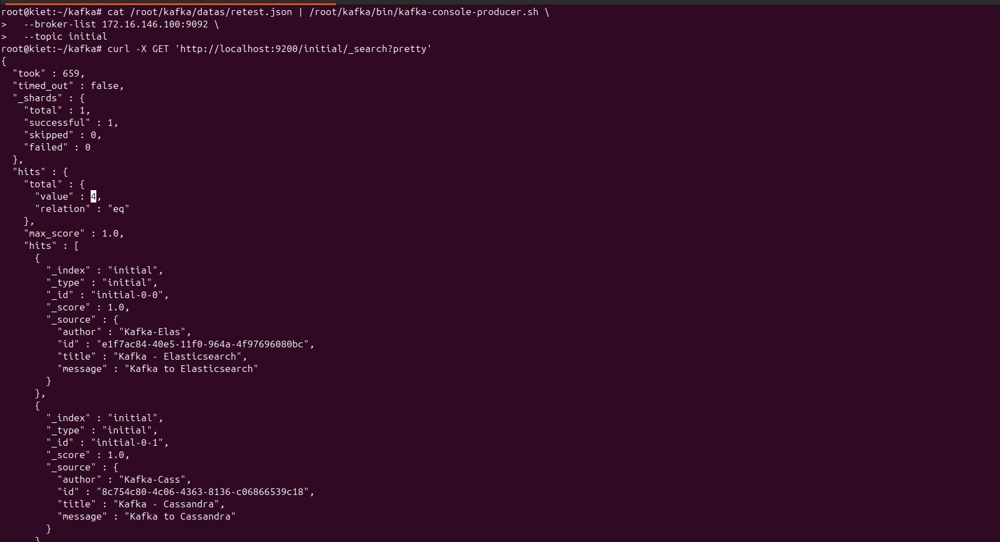 root@kiet:~/kafka# cat /root/kafka/datas/retest.json | /root/kafka/bin/kafka-console-producer.sh \
>   --broker-list 172.16.146.100:9092 \
>   --topic initial
root@kiet:~/kafka# curl -X GET 'http://localhost:9200/initial/_search?pretty'
{
  "took" : 659,
  "timed_out" : false,
  "_shards" : {
    "total" : 1,
    "successful" : 1,
    "skipped" : 0,
    "failed" : 0
  },
  "hits" : {
    "total" : {
      "value" : 4,
      "relation" : "eq"
    },
    "max_score" : 1.0,
    "hits" : [
      {
        "_index" : "initial",
        "_type" : "initial",
        "_id" : "initial-0-0",
        "_score" : 1.0,
        "_source" : {
          "author" : "Kafka-Elas",
          "id" : "e1f7ac84-40e5-11f0-964a-4f97696080bc",
          "title" : "Kafka - Elasticsearch",
          "message" : "Kafka to Elasticsearch"
        }
      },
      {
        "_index" : "initial",
        "_type" : "initial",
        "_id" : "initial-0-1",
        "_score" : 1.0,
        "_source" : {
          "author" : "Kafka-Cass",
          "id" : "8c754c80-4c06-4363-8136-c06866539c18",
          "title" : "Kafka - Cassandra",
          "message" : "Kafka to Cassandra"
        }
      }